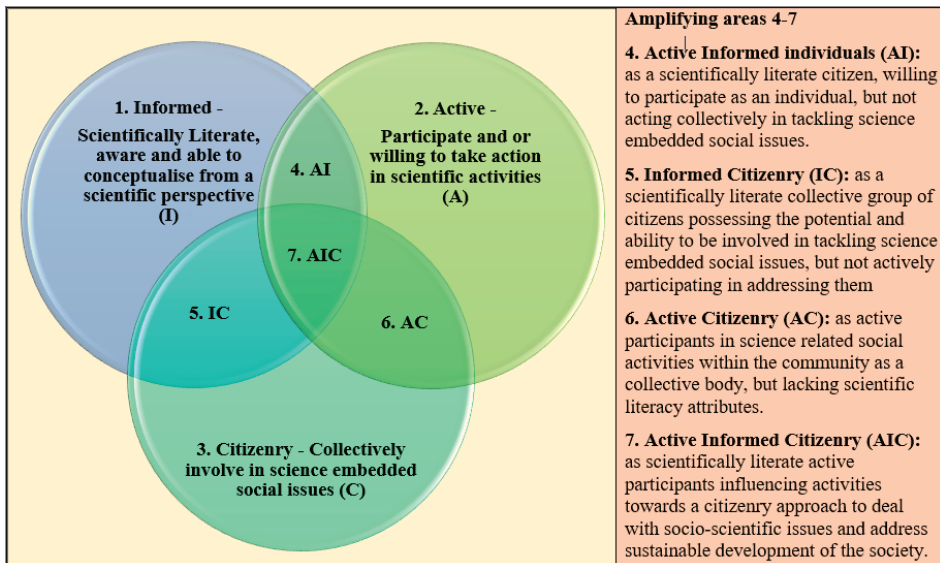 1. Informed -
Scientifically Literate,
aware and able to
conceptualise from a
scientific perspective
(I)
2. Active -
Participate and or
willing to take action
in scientific activities
(A)
4. AI
7. AIC
5. IC
6. AC
3. Citizenry - Collectively
involve in science embedded
social issues (C)
Amplifying areas 4-7
4. Active Informed individuals (AI):
as a scientifically literate citizen, willing
to participate as an individual, but not
acting collectively in tackling science
embedded social issues.
5. Informed Citizenry (IC): as a
scientifically literate collective group of
citizens possessing the potential and
ability to be involved in tackling science
embedded social issues, but not actively
participating in addressing them
6. Active Citizenry (AC): as active
participants in science related social
activities within the community as a
collective body, but lacking scientific
literacy attributes.
7. Active Informed Citizenry (AIC):
as scientifically literate active
participants influencing activities
towards a citizenry approach to deal
with socio-scientific issues and address
sustainable development of the society.